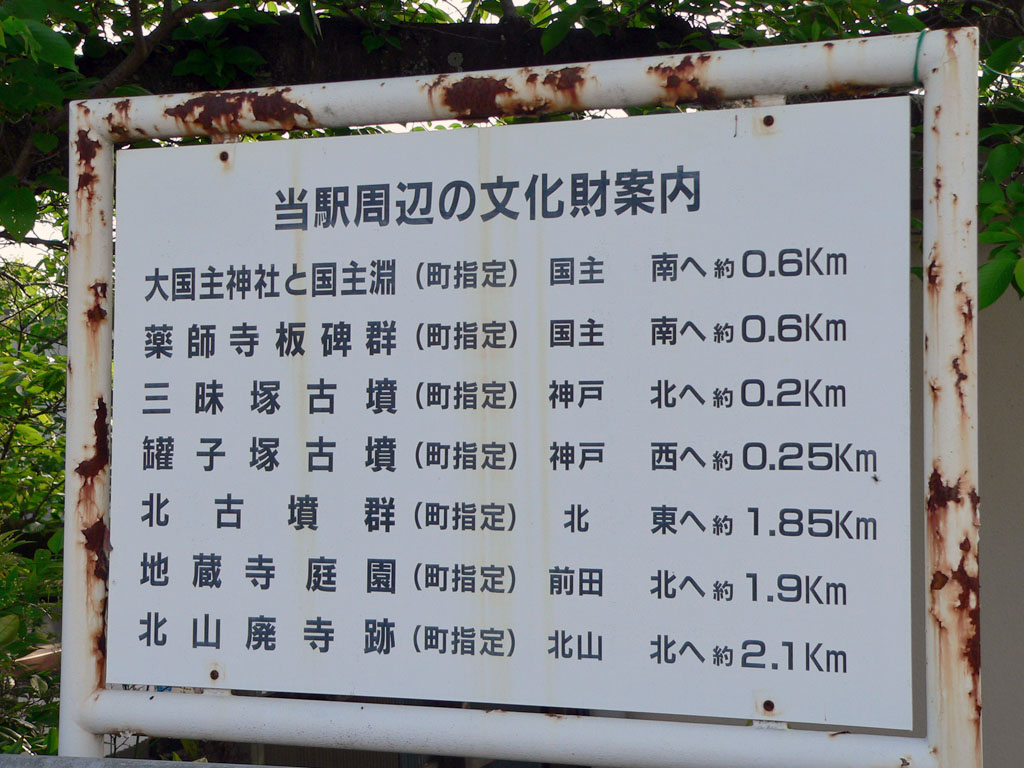 当駅周辺の文化財案内
大国主神社と国主淵 (町指定) 国主 南へ約0.6Km
薬師寺板碑群 (町指定) 国主 南へ約0.6Km
三昧塚古墳 (町指定) 神戸 北へ約0.2Km
罐子塚古墳 (町指定) 神戸 西へ約0.25Km
北古墳群 (町指定) 北 東へ約1.85Km
地蔵寺庭園 (町指定) 前田 北へ約1.9Km
北山廃寺跡 (町指定) 北山 北へ約2.1Km